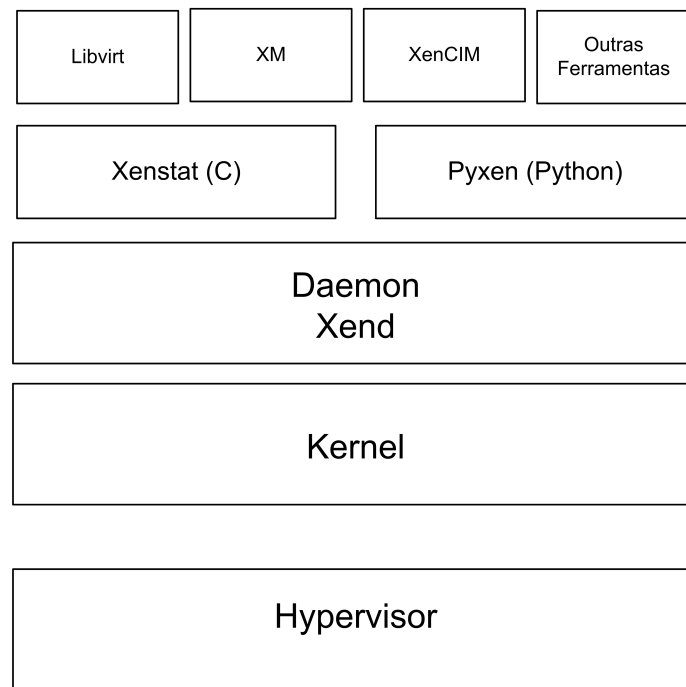 Libvirt
XM
XenCIM
Outras
Ferramentas
Xenstat (C)
Pyxen (Python)
Daemon
Xend
Kernel
Hypervisor